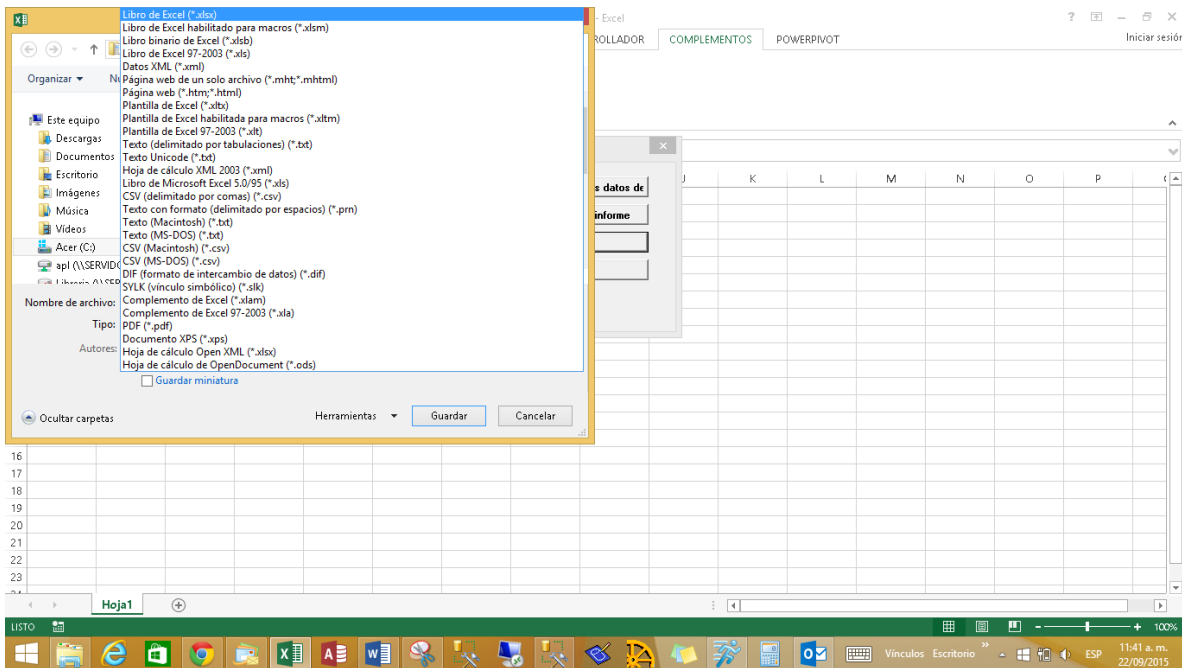 - Excel
Iniciar sesión
ROLLADOR COMPLEMENTOS POWERPIVOT
Libro de Excel (*.xlsx)
Libro de Excel habilitado para macros (*.xlsm)
Libro binario de Excel (*.xlsb)
Libro de Excel 97-2003 (*.xls)
Datos XML (*.xml)
Página web de un solo archivo (*.mht;*.mhtml)
Página web (*.htm;*.html)
Plantilla de Excel (*.xltx)
Plantilla de Excel habilitada para macros (*.xltm)
Plantilla de Excel 97-2003 (*.xlt)
Texto (delimitado por tabulaciones) (*.txt)
Texto Unicode (*.txt)
Hoja de cálculo XML 2003 (*.xml)
Libro de Microsoft Excel 5.0/95 (*.xls)
CSV (delimitado por comas) (*.csv)
Texto con formato (delimitado por espacios) (*.prn)
Texto (Macintosh) (*.txt)
Texto (MS-DOS) (*.txt)
CSV (Macintosh) (*.csv)
CSV (MS-DOS) (*.csv)
DIF (formato de intercambio de datos) (*.dif)
SYLK (vínculo simbólico) (*.slk)
Complemento de Excel (*.xlam)
Complemento de Excel 97-2003 (*.xla)
PDF (*.pdf)
Documento XPS (*.xps)
Hoja de cálculo Open XML (*.xlsx)
Hoja de cálculo de OpenDocument (*.ods)
Organizar Nu
Este equipo
Descargas
Documentos
Escritorio
Imágenes
Música
Vídeos
Acer (C:)
apl (\\SERVID
Nombre de archivo:
Tipo:
Autores:
Guardar miniatura
Ocultar carpetas
Herramientas Guardar Cancelar
s datos de
informe
J K L M N O P
16
17
18
19
20
21
22
23
Hoja1
LISTO
100%
Vínculos Escritorio
ESP
11:41 a. m.
22/09/2015